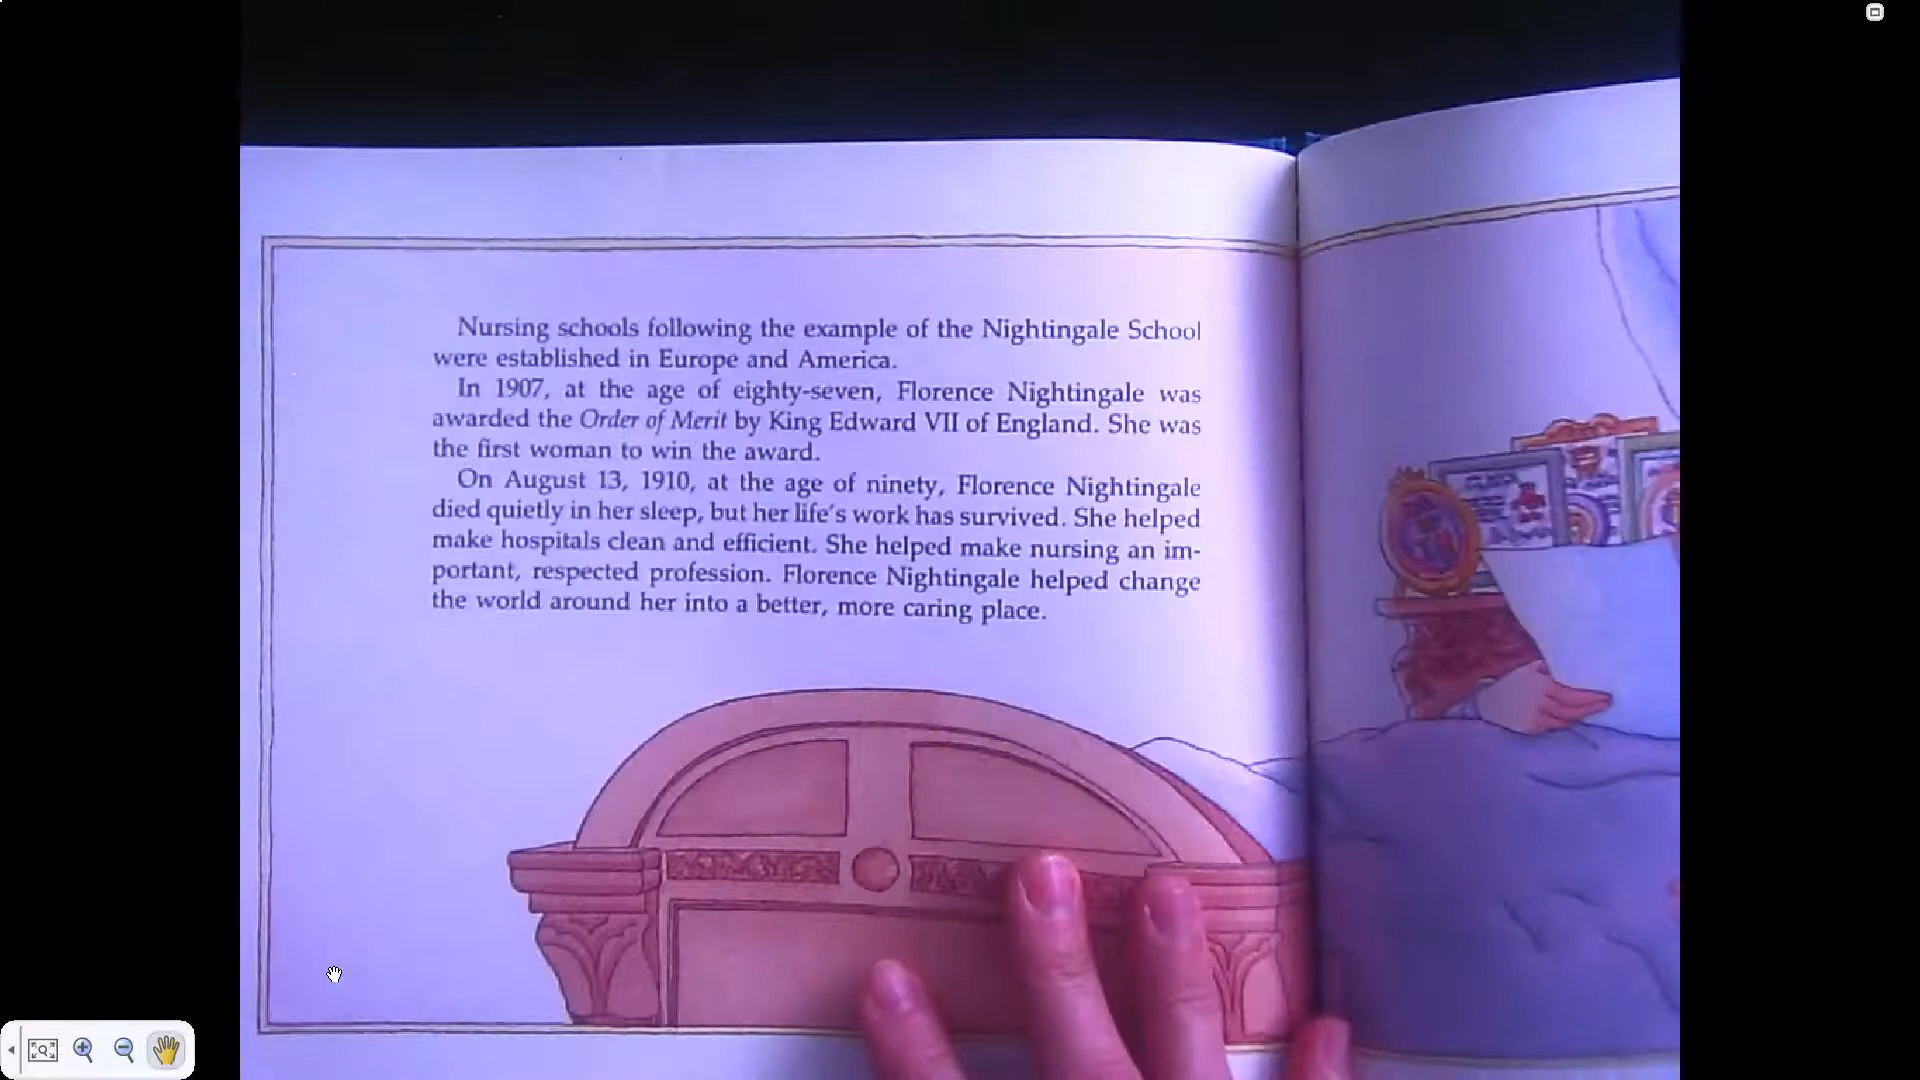 Nursing schools following the example of the Nightingale School
were established in Europe and America.
In 1907, at the age of eighty-seven, Florence Nightingale was
awarded the Order of Merit by King Edward VII of England. She was
the first woman to win the award.
On August 13, 1910, at the age of ninety, Florence Nightingale
died quietly in her sleep, but her life's work has survived. She helped
make hospitals clean and efficient. She helped make nursing an im-
portant, respected profession. Florence Nightingale helped change
the world around her into a better, more caring place.